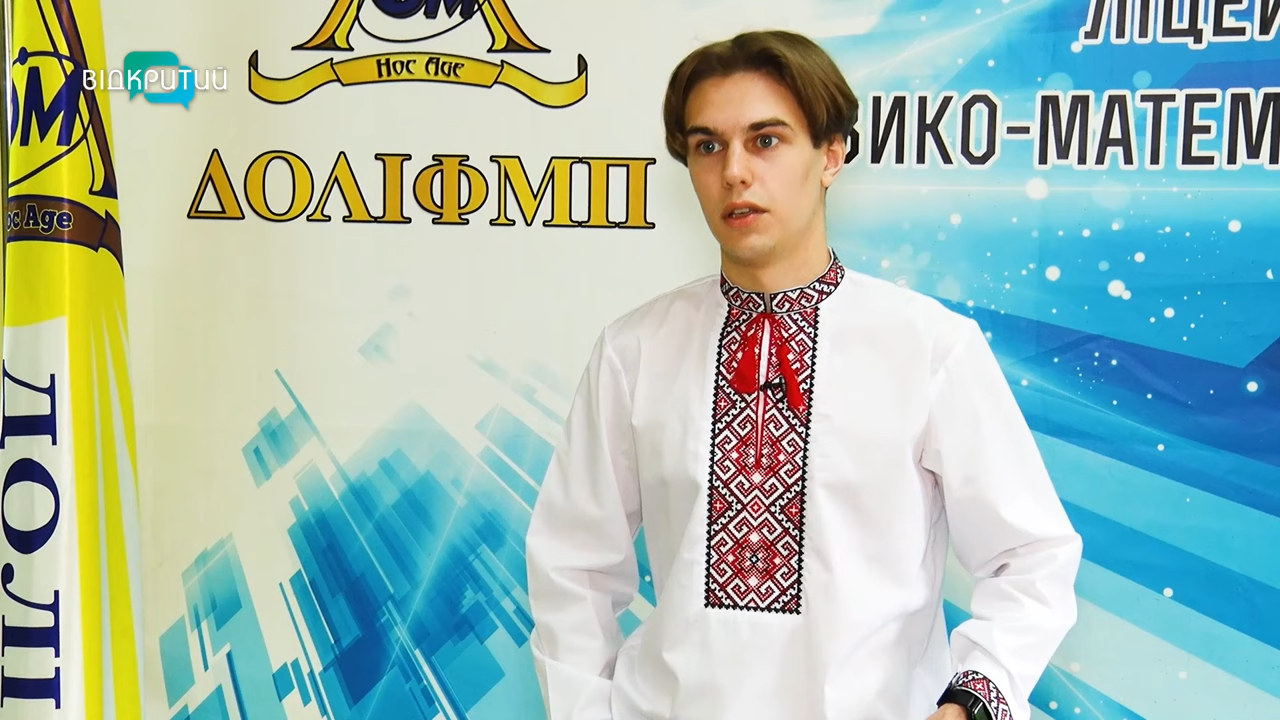 ВІДКРИТИЙ
Hoc Age
ДОЛІФМП
ЛІЦЕЙ
ЗИКО-МАТЕМ
Hoc Age
ДОЛІ